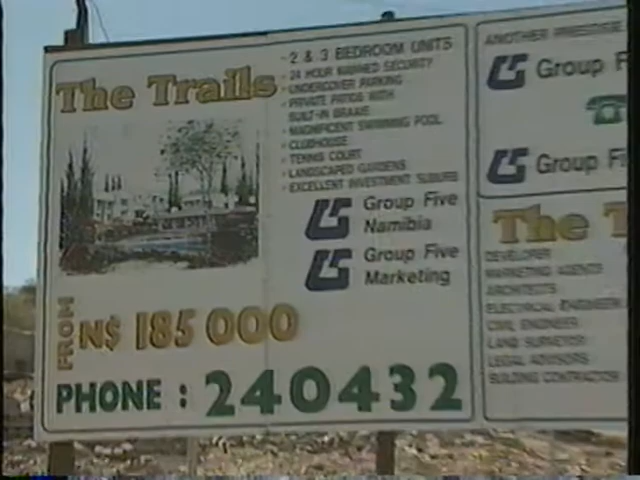 The Trails
- 2 & 3 BEDROOM UNITS
- 24 HOUR MANNED SECURITY
- UNDERCOVER PARKING
- PRIVATE PATIOS WITH
BUILT-IN BRAAIS
- MAGNIFICENT SWIMMING POOL
- CLUBHOUSE
- TENNIS COURT
- LANDSCAPED GARDENS
- EXCELLENT INVESTMENT SUBURB
Group Five
Namibia
Group Five
Marketing
FROM N$ 185 000
PHONE : 240432
ANOTHER PRESTIGE
Group F
Group Fi
The T
DEVELOPER
MARKETING AGENTS
ARCHITECTS
ELECTRICAL ENGINEER
CIVIL ENGINEER
LAND SURVEYOR
LEGAL ADVISORS
BUILDING CONTRACTOR